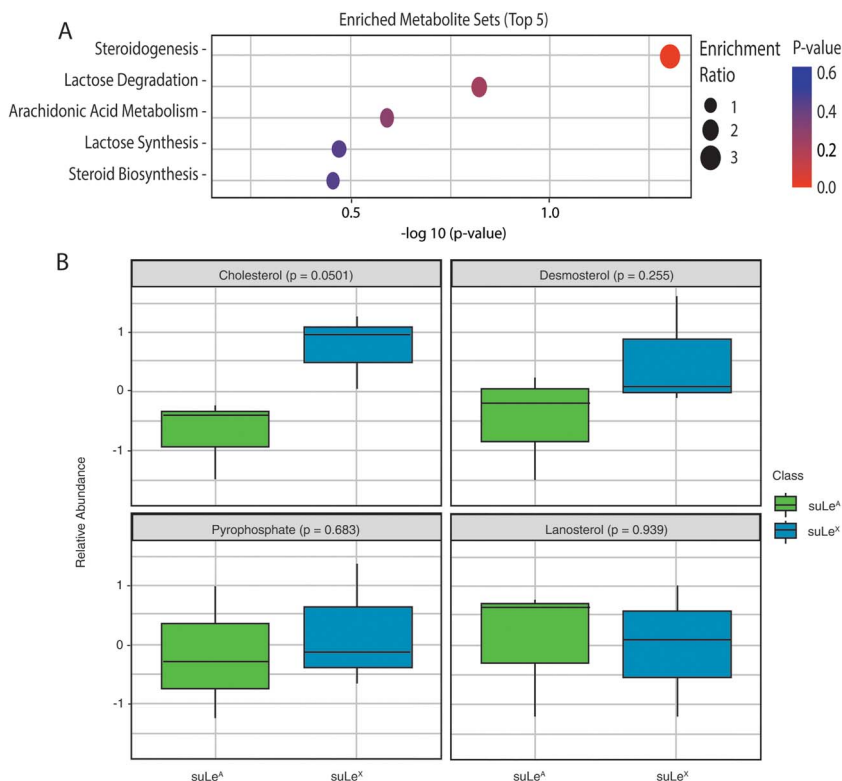 A
Enriched Metabolite Sets (Top 5)
Steroidogenesis -
Lactose Degradation -
Arachidonic Acid Metabolism -
Lactose Synthesis -
Steroid Biosynthesis -
0.5
1.0
-log 10 (p-value)
Enrichment
Ratio
1
2
3
P-value
0.6
0.4
0.2
0.0
B
Cholesterol (p = 0.0501)
Desmosterol (p = 0.255)
1
0
-1
Relative Abundance
Pyrophosphate (p = 0.683)
Lanosterol (p = 0.939)
1
0
-1
suLeᴬ
suLeˣ
suLeᴬ
suLeˣ
Class
suLeᴬ
suLeˣ